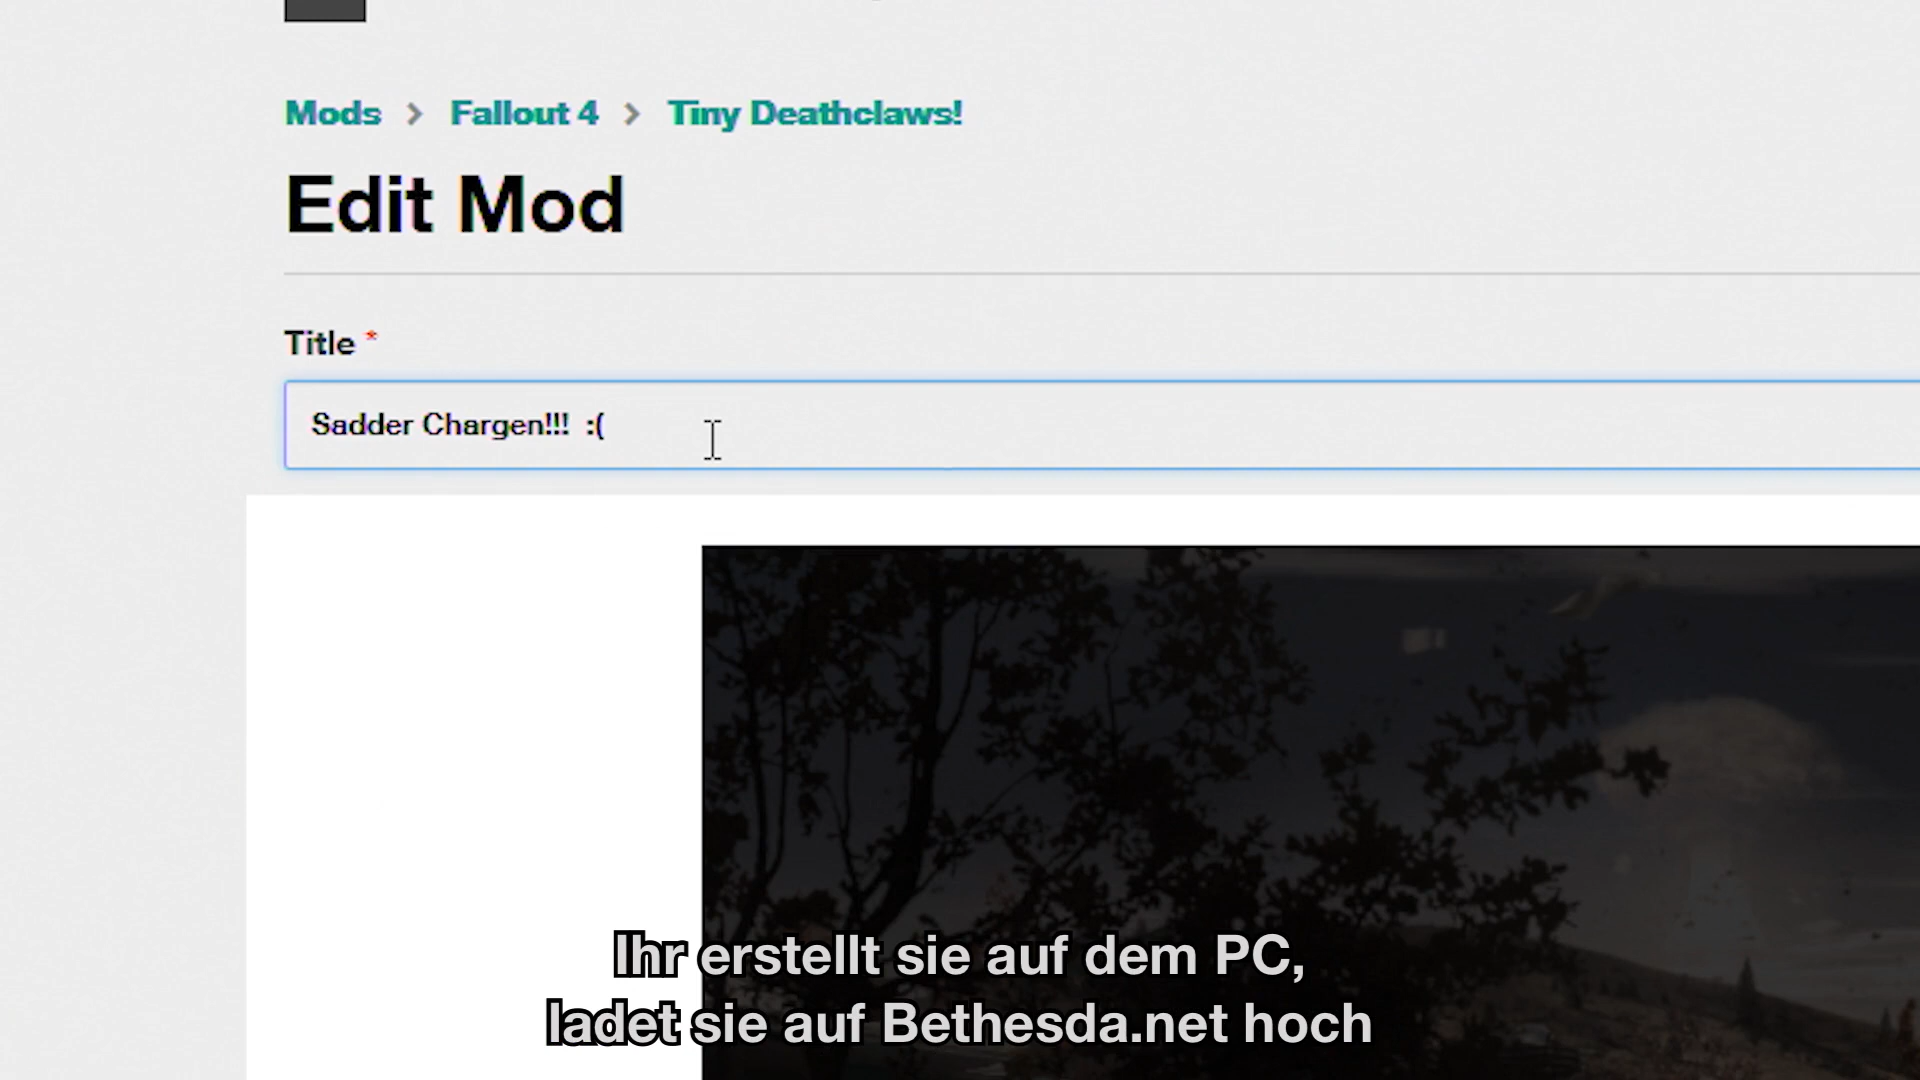 Mods > Fallout 4 > Tiny Deathclaws!
Edit Mod
Title *
Sadder Chargen!!! :(
Ihr erstellt sie auf dem PC,
ladet sie auf Bethesda.net hoch